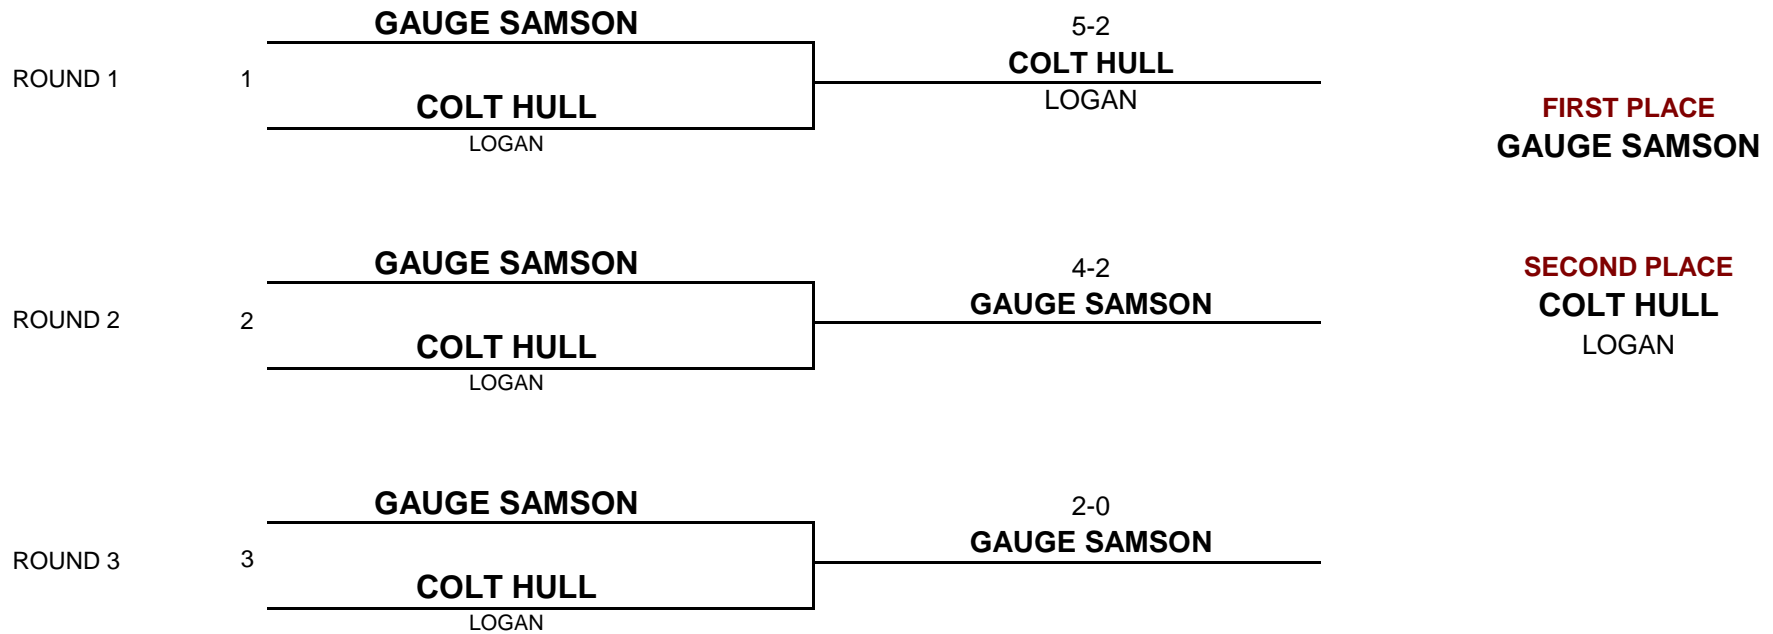 GAUGE SAMSON
ROUND 1
1
COLT HULL
LOGAN
5-2
COLT HULL
LOGAN
FIRST PLACE
GAUGE SAMSON
GAUGE SAMSON
ROUND 2
2
COLT HULL
LOGAN
4-2
GAUGE SAMSON
SECOND PLACE
COLT HULL
LOGAN
GAUGE SAMSON
ROUND 3
3
COLT HULL
LOGAN
2-0
GAUGE SAMSON